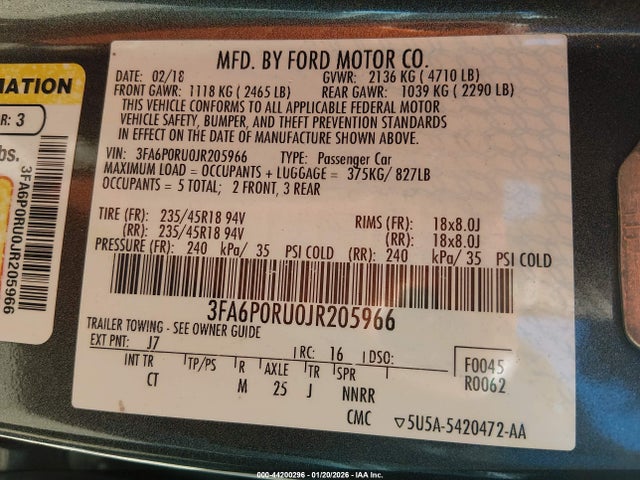 MATION
R: 3
bs.
3FA6P0RU0JR205966
MFD. BY FORD MOTOR CO.
DATE: 02/18 GVWR: 2136 KG ( 4710 LB)
FRONT GAWR: 1118 KG ( 2465 LB) REAR GAWR: 1039 KG ( 2290 LB)
THIS VEHICLE CONFORMS TO ALL APPLICABLE FEDERAL MOTOR
VEHICLE SAFETY, BUMPER, AND THEFT PREVENTION STANDARDS
IN EFFECT ON THE DATE OF MANUFACTURE SHOWN ABOVE.
VIN: 3FA6P0RU0JR205966 TYPE: Passenger Car
MAXIMUM LOAD = OCCUPANTS + LUGGAGE = 375KG/ 827LB
OCCUPANTS = 5 TOTAL; 2 FRONT, 3 REAR
TIRE (FR): 235/45R18 94V RIMS (FR): 18x8.0J
(RR): 235/45R18 94V (RR): 18x8.0J
PRESSURE (FR): 240 kPa/ 35 PSI COLD (RR): 240 kPa/ 35 PSI COLD
3FA6P0RU0JR205966
TRAILER TOWING - SEE OWNER GUIDE
EXT PNT: J7 RC: 16 DSO: F0045
INT TR TP/PS R AXLE TR SPR R0062
CT M 25 J NNRR
CMC ▽5U5A-5420472-AA
000-44200296 - 01/20/2026 - IAA Inc.